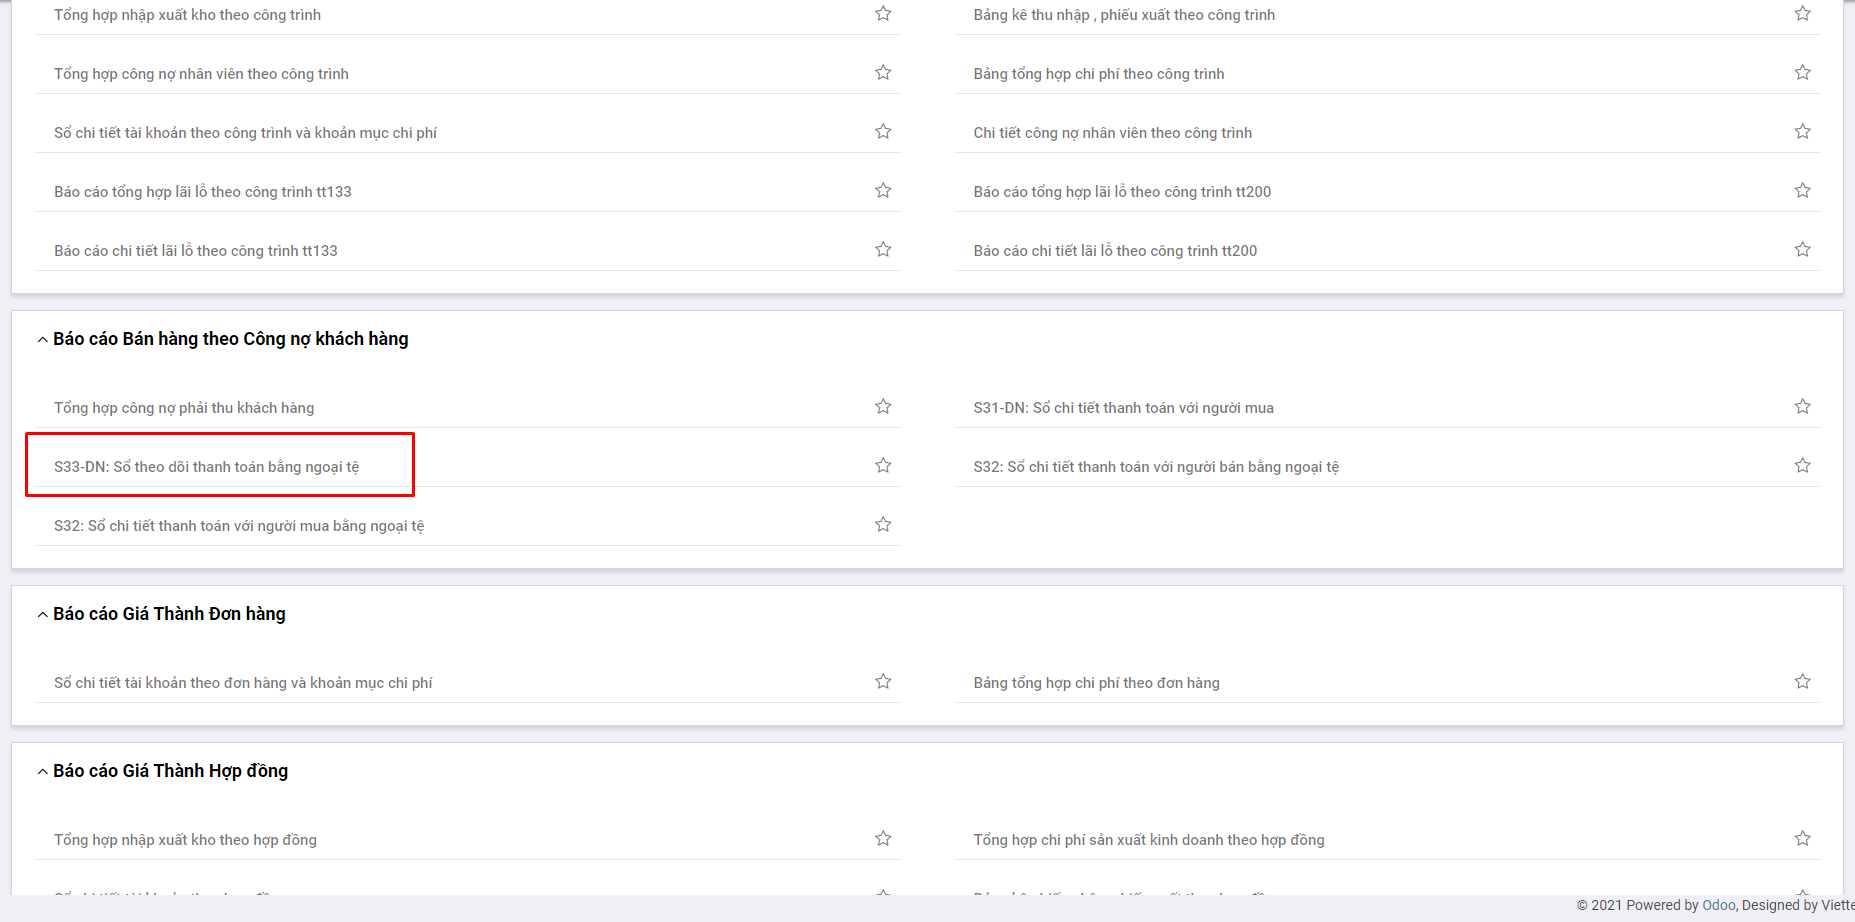 Tổng hợp nhập xuất kho theo công trình
Bảng kê thu nhập , phiếu xuất theo công trình
Tổng hợp công nợ nhân viên theo công trình
Bảng tổng hợp chi phí theo công trình
Sổ chi tiết tài khoản theo công trình và khoản mục chi phí
Chi tiết công nợ nhân viên theo công trình
Báo cáo tổng hợp lãi lỗ theo công trình tt133
Báo cáo tổng hợp lãi lỗ theo công trình tt200
Báo cáo chi tiết lãi lỗ theo công trình tt133
Báo cáo chi tiết lãi lỗ theo công trình tt200
Báo cáo Bán hàng theo Công nợ khách hàng
Tổng hợp công nợ phải thu khách hàng
S31-DN: Sổ chi tiết thanh toán với người mua
S33-DN: Sổ theo dõi thanh toán bằng ngoại tệ
S32: Sổ chi tiết thanh toán với người bán bằng ngoại tệ
S32: Sổ chi tiết thanh toán với người mua bằng ngoại tệ
Báo cáo Giá Thành Đơn hàng
Sổ chi tiết tài khoản theo đơn hàng và khoản mục chi phí
Bảng tổng hợp chi phí theo đơn hàng
Báo cáo Giá Thành Hợp đồng
Tổng hợp nhập xuất kho theo hợp đồng
Tổng hợp chi phí sản xuất kinh doanh theo hợp đồng
© 2021 Powered by Odoo, Designed by Viette